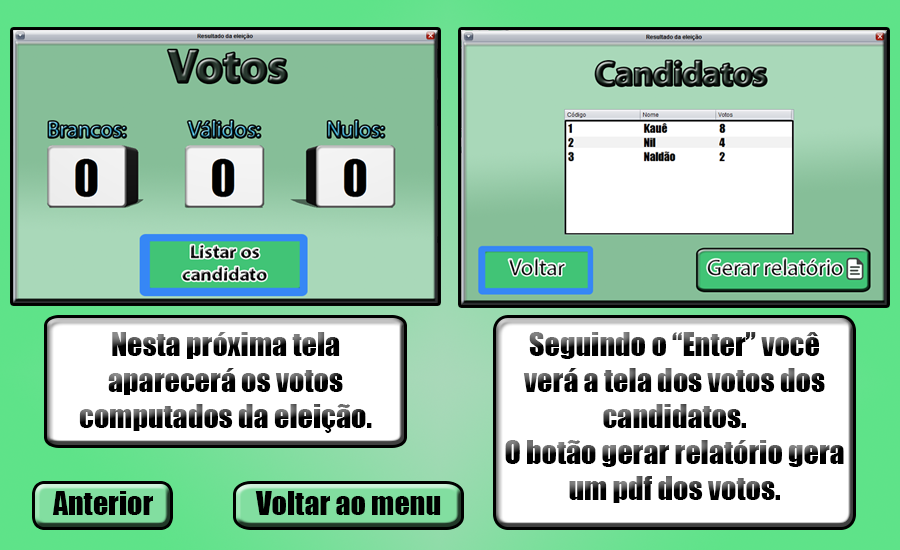 Resultado da eleição
Votos
Brancos: Válidos: Nulos:
0 0 0
Listar os
candidato
Nesta próxima tela
aparecerá os votos
computados da eleição.
Resultado da eleição
Candidatos
Código Nome Votos
1 Kauê 8
2 Nil 4
3 Naldão 2
Voltar
Gerar relatório
Seguindo o “Enter” você
verá a tela dos votos dos
candidatos.
O botão gerar relatório gera
um pdf dos votos.
Anterior
Voltar ao menu